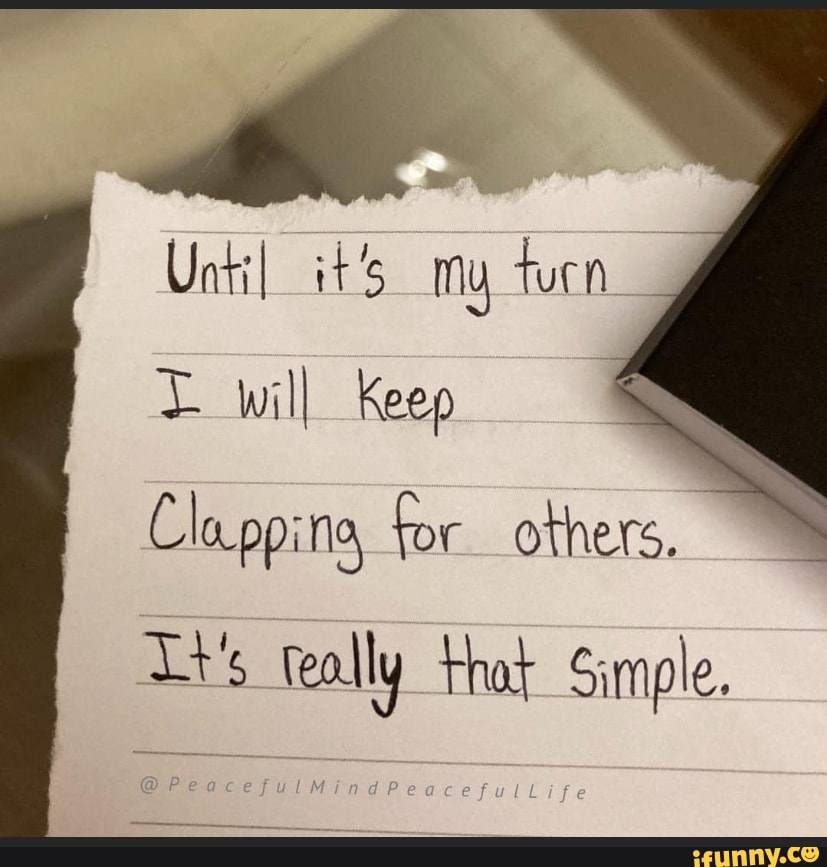 Until it's my turn
I will keep
Clapping for others.
It's really that simple.
@PeacefulMindPeacefulLife
ifunny.co